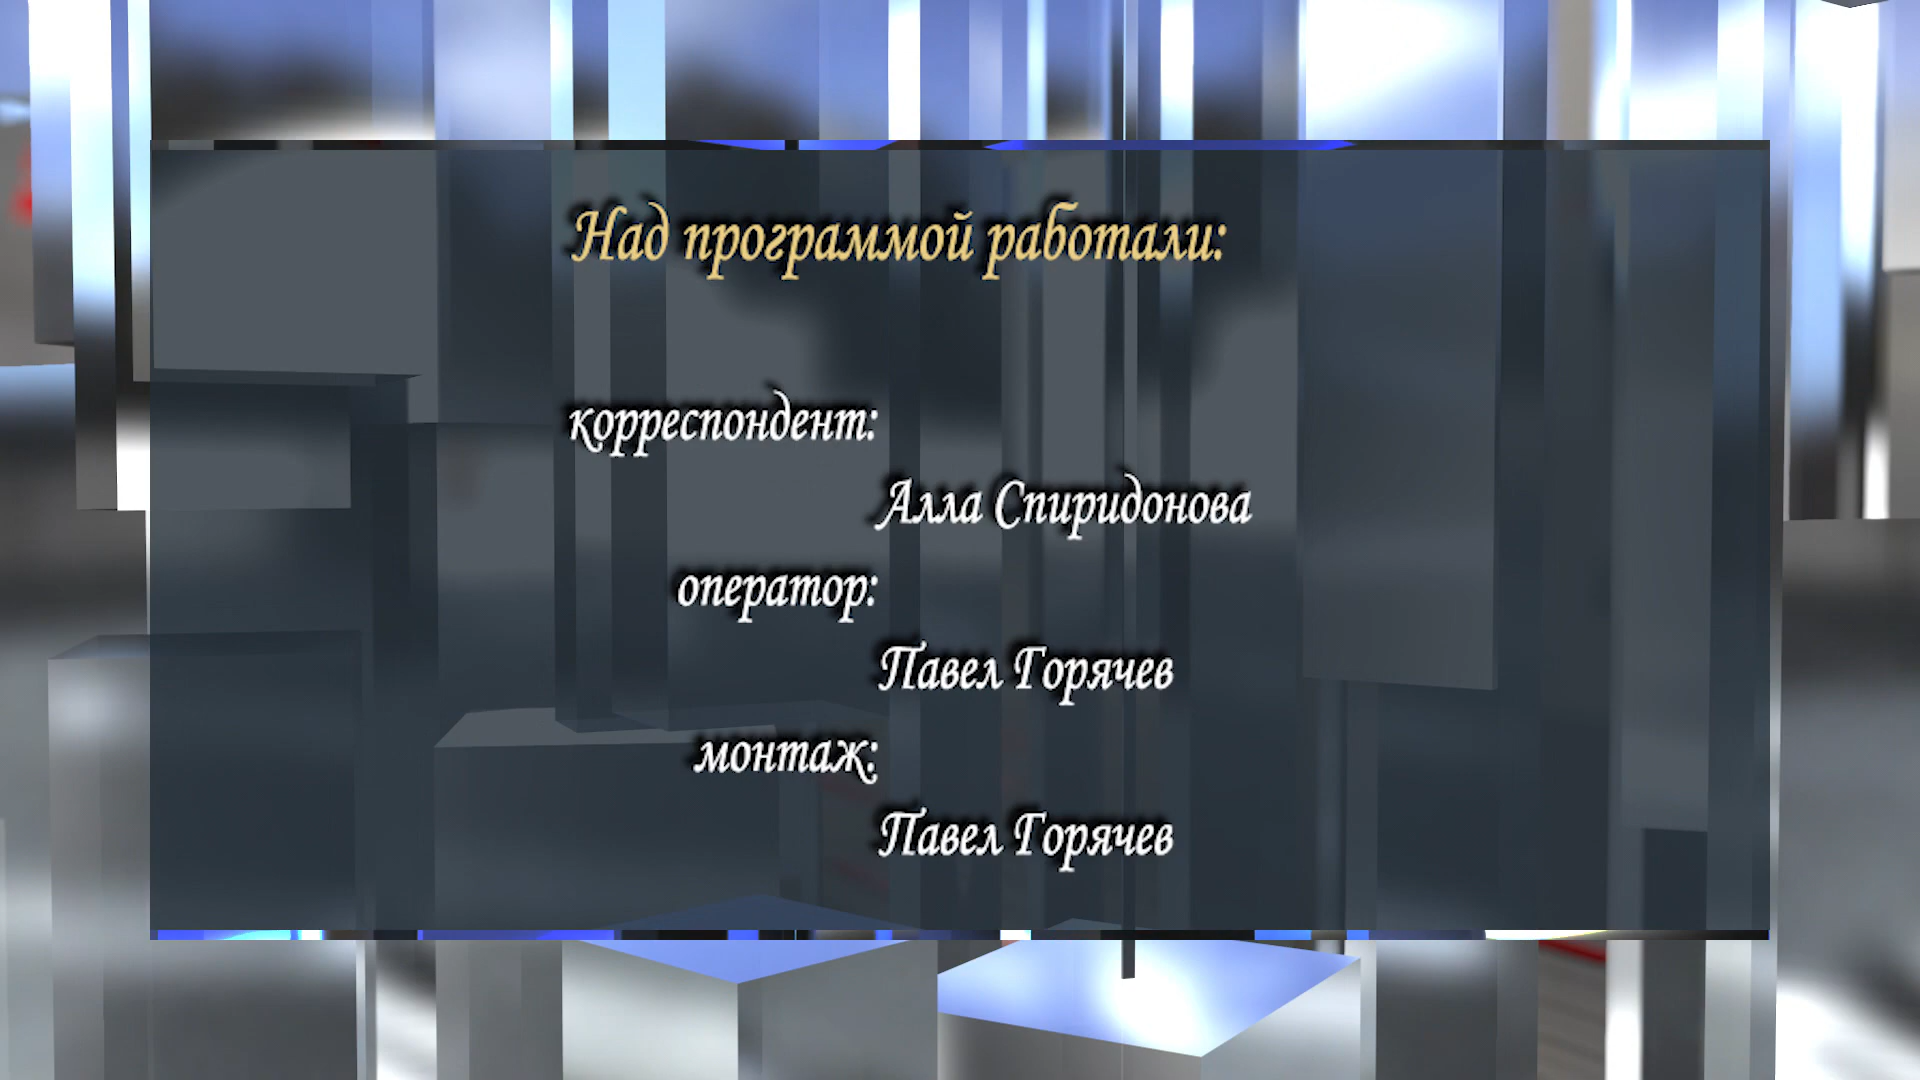 Над программой работали:
корреспондент:
Алла Спиридонова
оператор:
Павел Горячев
монтаж:
Павел Горячев